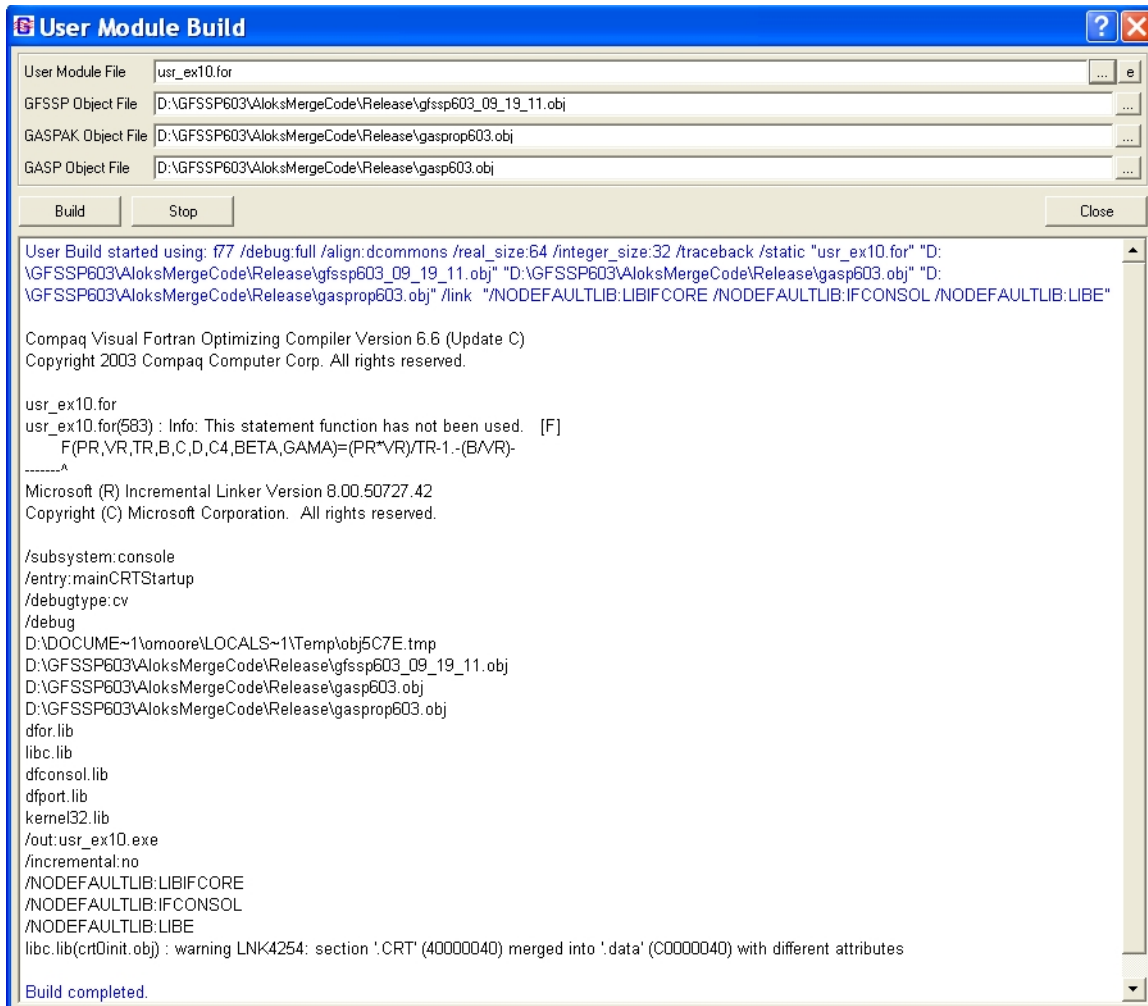 User Module Build
User Module File usr_ex10.for ... e
GFSSP Object File D:\GFSSP603\AloksMergeCode\Release\gfssp603_09_19_11.obj ...
GASPAK Object File D:\GFSSP603\AloksMergeCode\Release\gasprop603.obj ...
GASP Object File D:\GFSSP603\AloksMergeCode\Release\gasp603.obj ...
Build Stop Close
User Build started using: f77 /debug:full /align:dcommons /real_size:64 /integer_size:32 /traceback /static "usr_ex10.for" "D:
\GFSSP603\AloksMergeCode\Release\gfssp603_09_19_11.obj" "D:\GFSSP603\AloksMergeCode\Release\gasp603.obj" "D:
\GFSSP603\AloksMergeCode\Release\gasprop603.obj" /link "/NODEFAULTLIB:LIBIFCORE /NODEFAULTLIB:IFCONSOL /NODEFAULTLIB:LIBE"
Compaq Visual Fortran Optimizing Compiler Version 6.6 (Update C)
Copyright 2003 Compaq Computer Corp. All rights reserved.
usr_ex10.for
usr_ex10.for(583) : Info: This statement function has not been used. [F]
F(PR,VR,TR,B,C,D,C4,BETA,GAMA)=(PR*VR)/TR-1.-(B/VR)-
-------^
Microsoft (R) Incremental Linker Version 8.00.50727.42
Copyright (C) Microsoft Corporation. All rights reserved.
/subsystem:console
/entry:mainCRTStartup
/debugtype:cv
/debug
D:\DOCUME~1\omoore\LOCALS~1\Temp\obj5C7E.tmp
D:\GFSSP603\AloksMergeCode\Release\gfssp603_09_19_11.obj
D:\GFSSP603\AloksMergeCode\Release\gasp603.obj
D:\GFSSP603\AloksMergeCode\Release\gasprop603.obj
dfor.lib
libc.lib
dfconsol.lib
dfport.lib
kernel32.lib
/out:usr_ex10.exe
/incremental:no
/NODEFAULTLIB:LIBIFCORE
/NODEFAULTLIB:IFCONSOL
/NODEFAULTLIB:LIBE
libc.lib(crt0init.obj) : warning LNK4254: section '.CRT' (40000040) merged into '.data' (C0000040) with different attributes
Build completed.